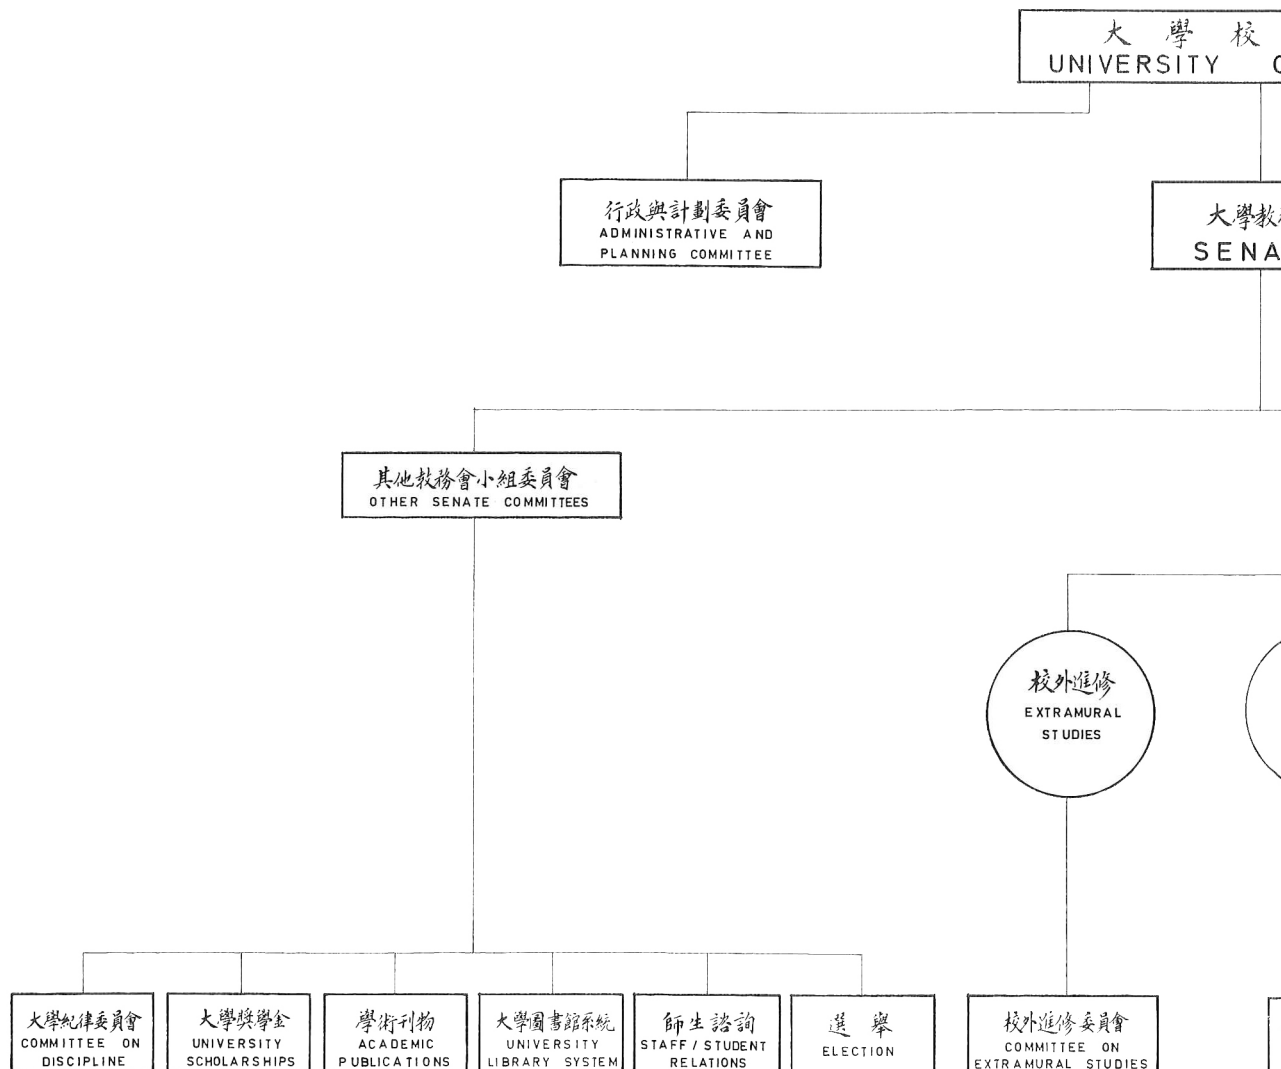 大學校
UNIVERSITY
行政與計劃委員會
ADMINISTRATIVE AND
PLANNING COMMITTEE
大學教
SENA
其他教務會小組委員會
OTHER SENATE COMMITTEES
校外進修
EXTRAMURAL
STUDIES
大學紀律委員會
COMMITTEE ON
DISCIPLINE
大學獎學金
UNIVERSITY
SCHOLARSHIPS
學術刊物
ACADEMIC
PUBLICATIONS
大學圖書館系統
UNIVERSITY
LIBRARY SYSTEM
師生諮詢
STAFF / STUDENT
RELATIONS
選舉
ELECTION
校外進修委員會
COMMITTEE ON
EXTRAMURAL STUDIES